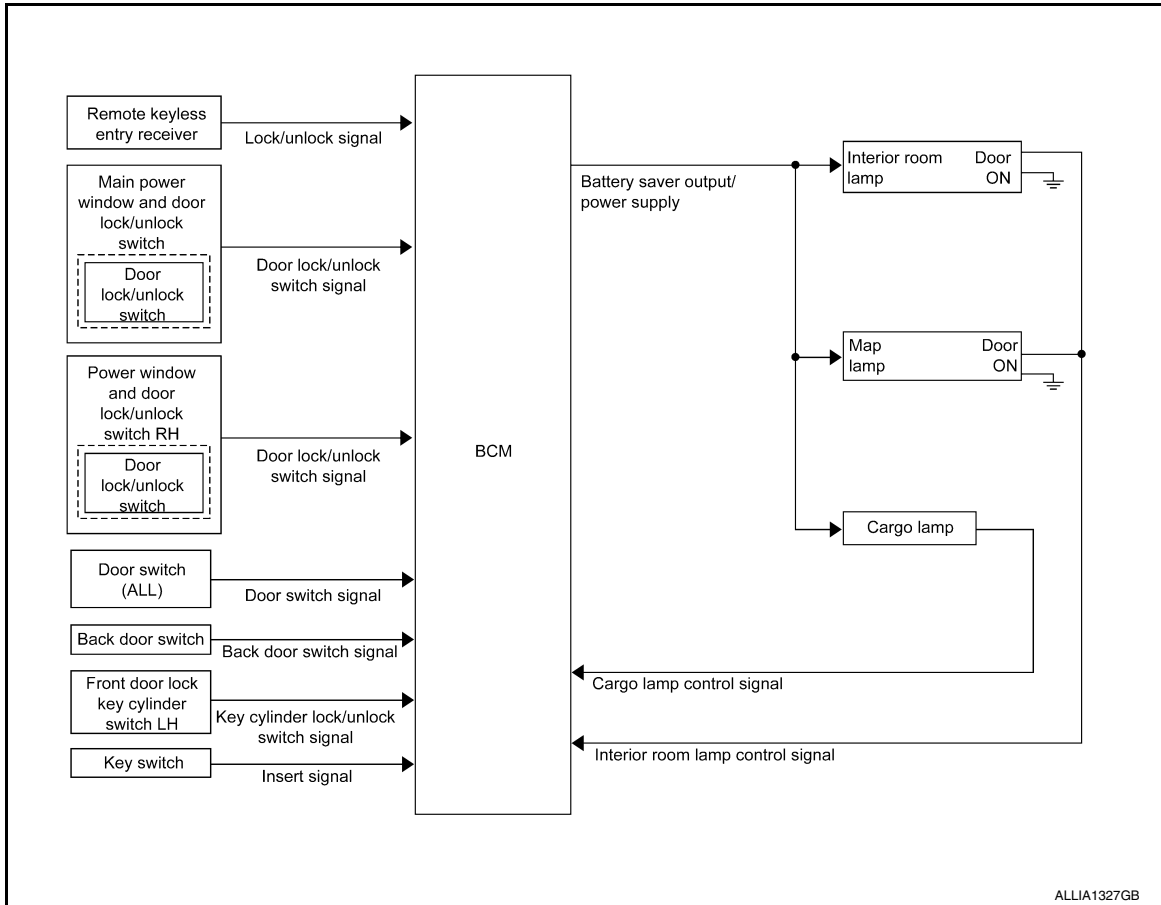 Remote keyless
entry receiver
Lock/unlock signal
Main power
window and door
lock/unlock
switch
Door
lock/unlock
switch
Door lock/unlock
switch signal
Power window
and door
lock/unlock
switch RH
Door
lock/unlock
switch
Door lock/unlock
switch signal
Door switch
(ALL)
Door switch signal
Back door switch
Back door switch signal
Front door lock
key cylinder
switch LH
Key cylinder lock/unlock
switch signal
Key switch
Insert signal
BCM
Battery saver output/
power supply
Interior room
lamp
Door
ON
Map
lamp
Door
ON
Cargo lamp
Cargo lamp control signal
Interior room lamp control signal
ALLIA1327GB